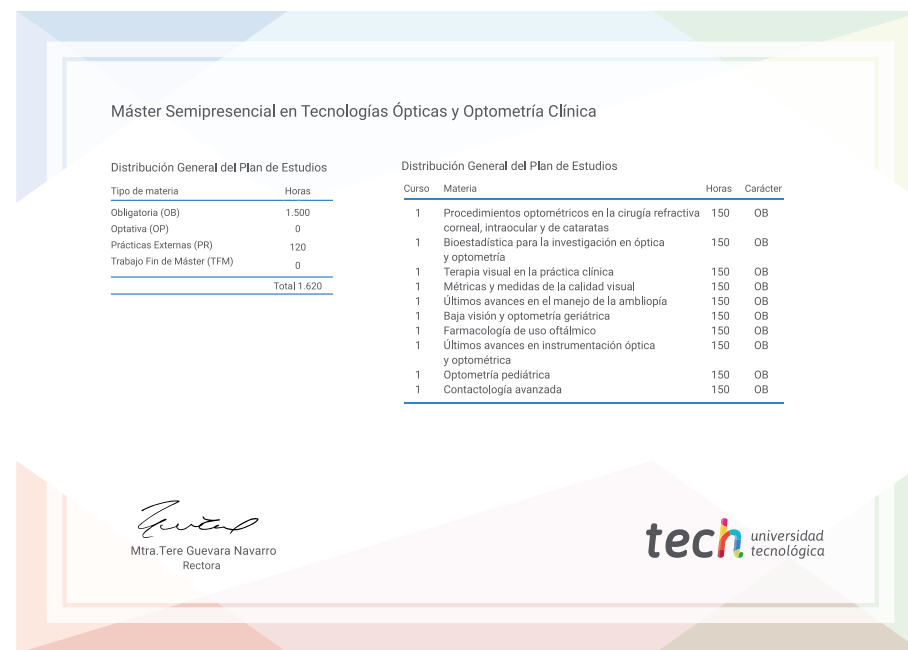 Máster Semipresencial en Tecnologías Ópticas y Optometría Clínica
Distribución General del Plan de Estudios
Tipo de materia Horas
Obligatoria (OB) 1.500
Optativa (OP) 0
Prácticas Externas (PR) 120
Trabajo Fin de Máster (TFM) 0
Total 1.620
Distribución General del Plan de Estudios
Curso Materia Horas Carácter
1 Procedimientos optométricos en la cirugía refractiva 150 OB
corneal, intraocular y de cataratas
1 Bioestadística para la investigación en óptica 150 OB
y optometría
1 Terapia visual en la práctica clínica 150 OB
1 Métricas y medidas de la calidad visual 150 OB
1 Últimos avances en el manejo de la ambliopía 150 OB
1 Baja visión y optometría geriátrica 150 OB
1 Farmacología de uso oftálmico 150 OB
1 Últimos avances en instrumentación óptica 150 OB
y optométrica
1 Optometría pediátrica 150 OB
1 Contactología avanzada 150 OB
Mtra.Tere Guevara Navarro
Rectora
tech universidad
tecnológica